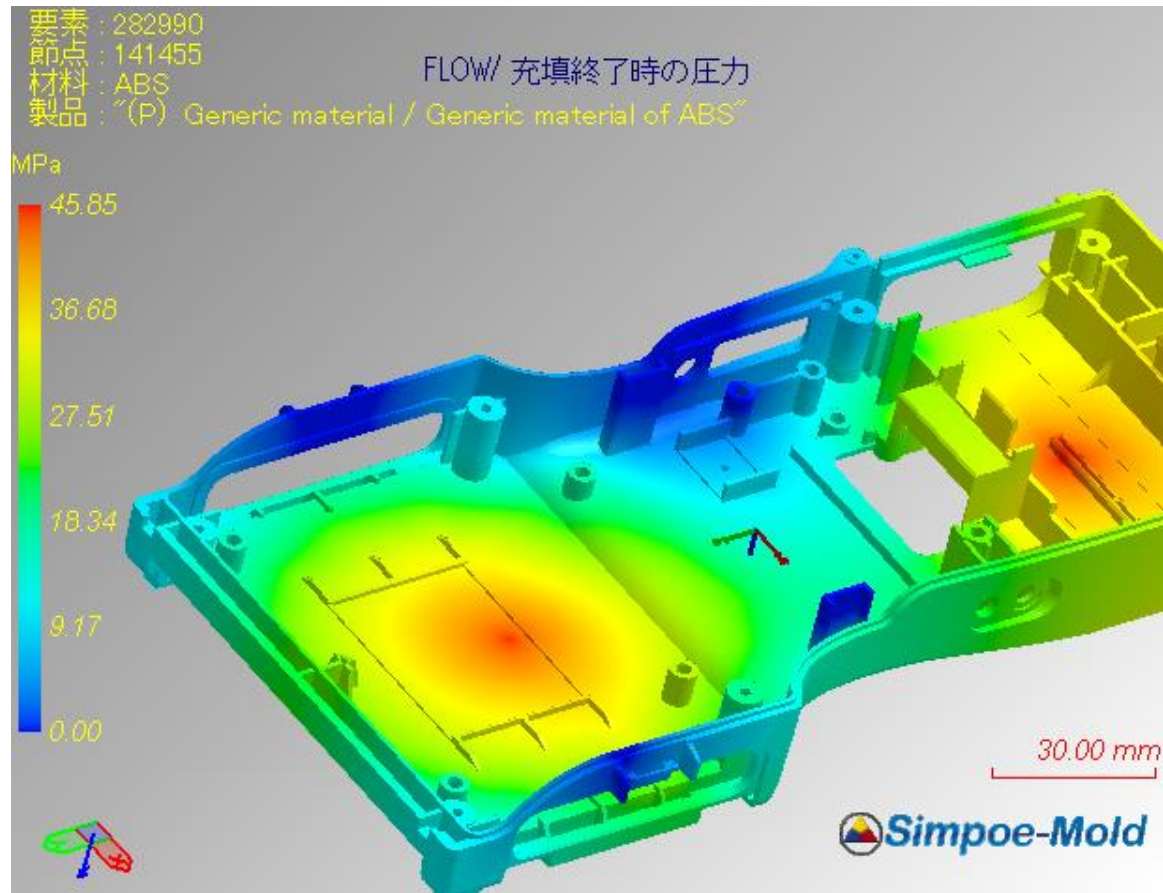 要素 : 282990
節点 : 141455
材料 : ABS
製品 : "(P) Generic material / Generic material of ABS"
FLOW/ 充填終了時の圧力
MPa
45.85
36.68
27.51
18.34
9.17
0.00
30.00 mm
Simpoe-Mold